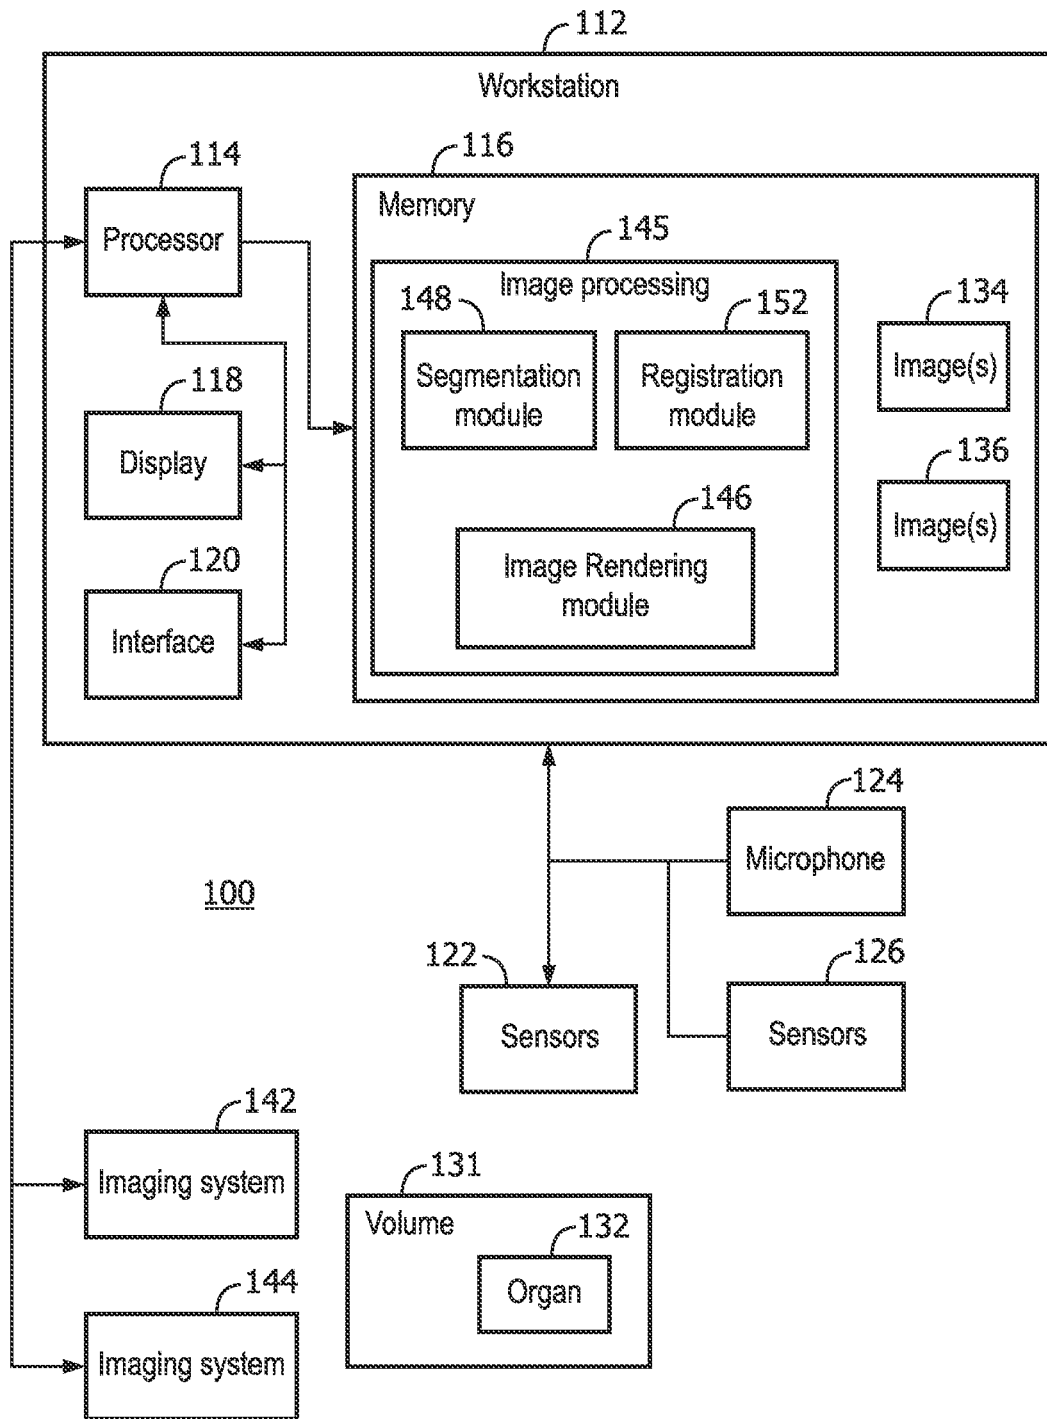 112
Workstation
114
Processor
116
Memory
145
Image processing
148
Segmentation
module
152
Registration
module
134
Image(s)
118
Display
136
Image(s)
146
Image Rendering
module
120
Interface
124
Microphone
100
122
Sensors
126
Sensors
142
Imaging system
131
Volume
132
Organ
144
Imaging system